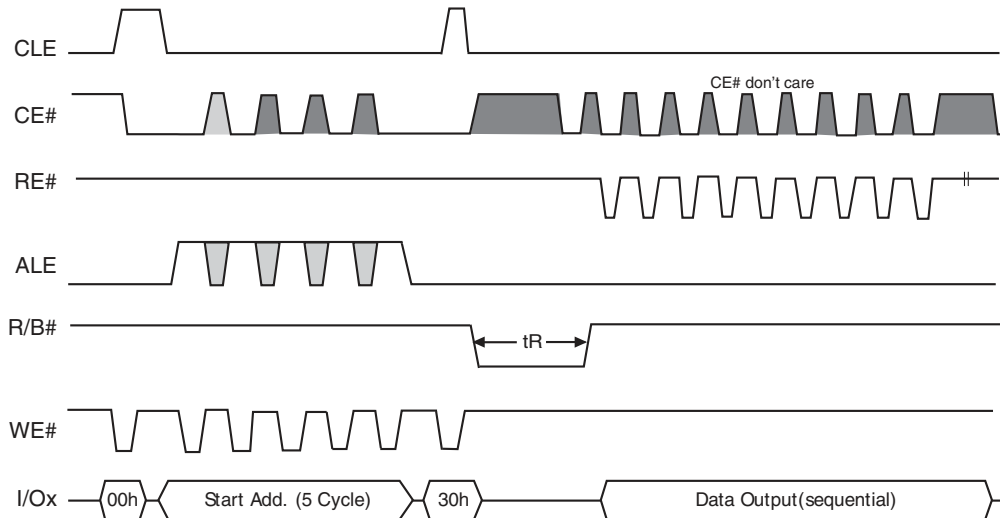 CLE
CE# don't care
CE#
RE#
ALE
R/B#
tR
WE#
I/Ox 00h Start Add. (5 Cycle) 30h Data Output(sequential)